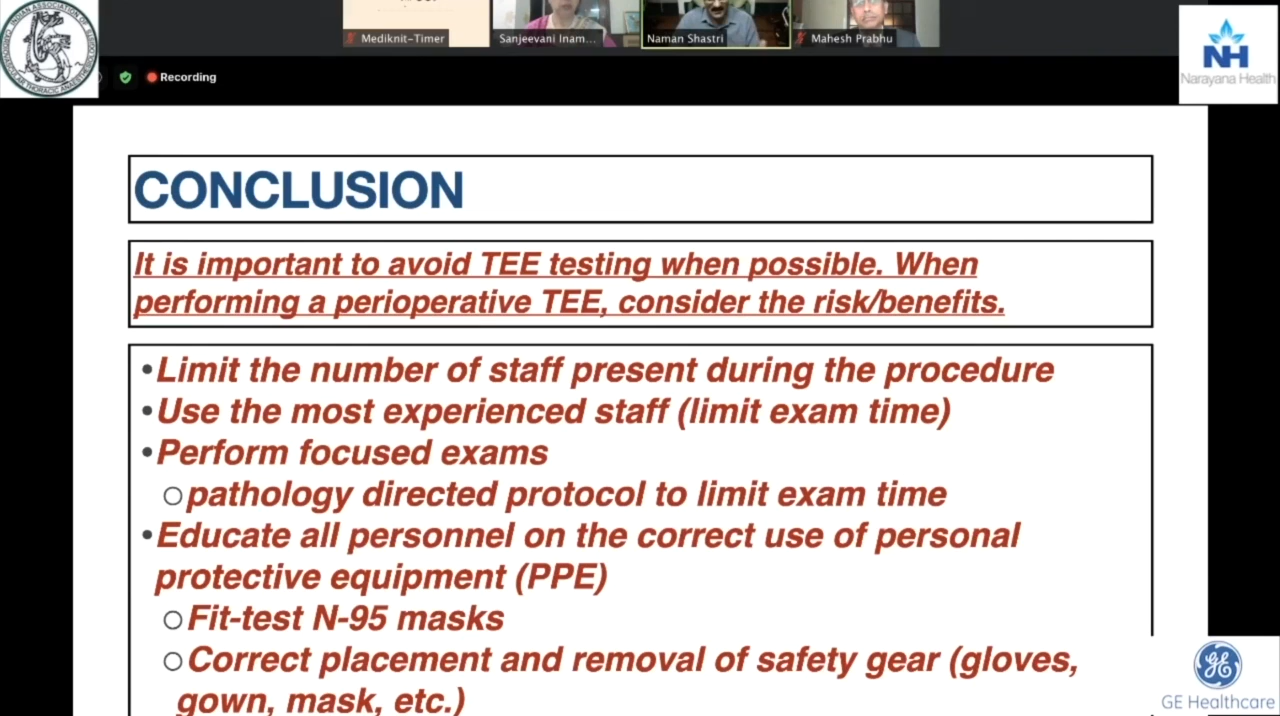 Mediknit-Timer
Sanjeevani Inam...
Naman Shastri
Mahesh Prabhu
INDIAN ASSOCIATION OF
Recording
NH
Narayana Health
CONCLUSION
It is important to avoid TEE testing when possible. When
performing a perioperative TEE, consider the risk/benefits.
•Limit the number of staff present during the procedure
•Use the most experienced staff (limit exam time)
•Perform focused exams
○pathology directed protocol to limit exam time
•Educate all personnel on the correct use of personal
protective equipment (PPE)
○Fit-test N-95 masks
○Correct placement and removal of safety gear (gloves,
gown, mask, etc.)
GE Healthcare